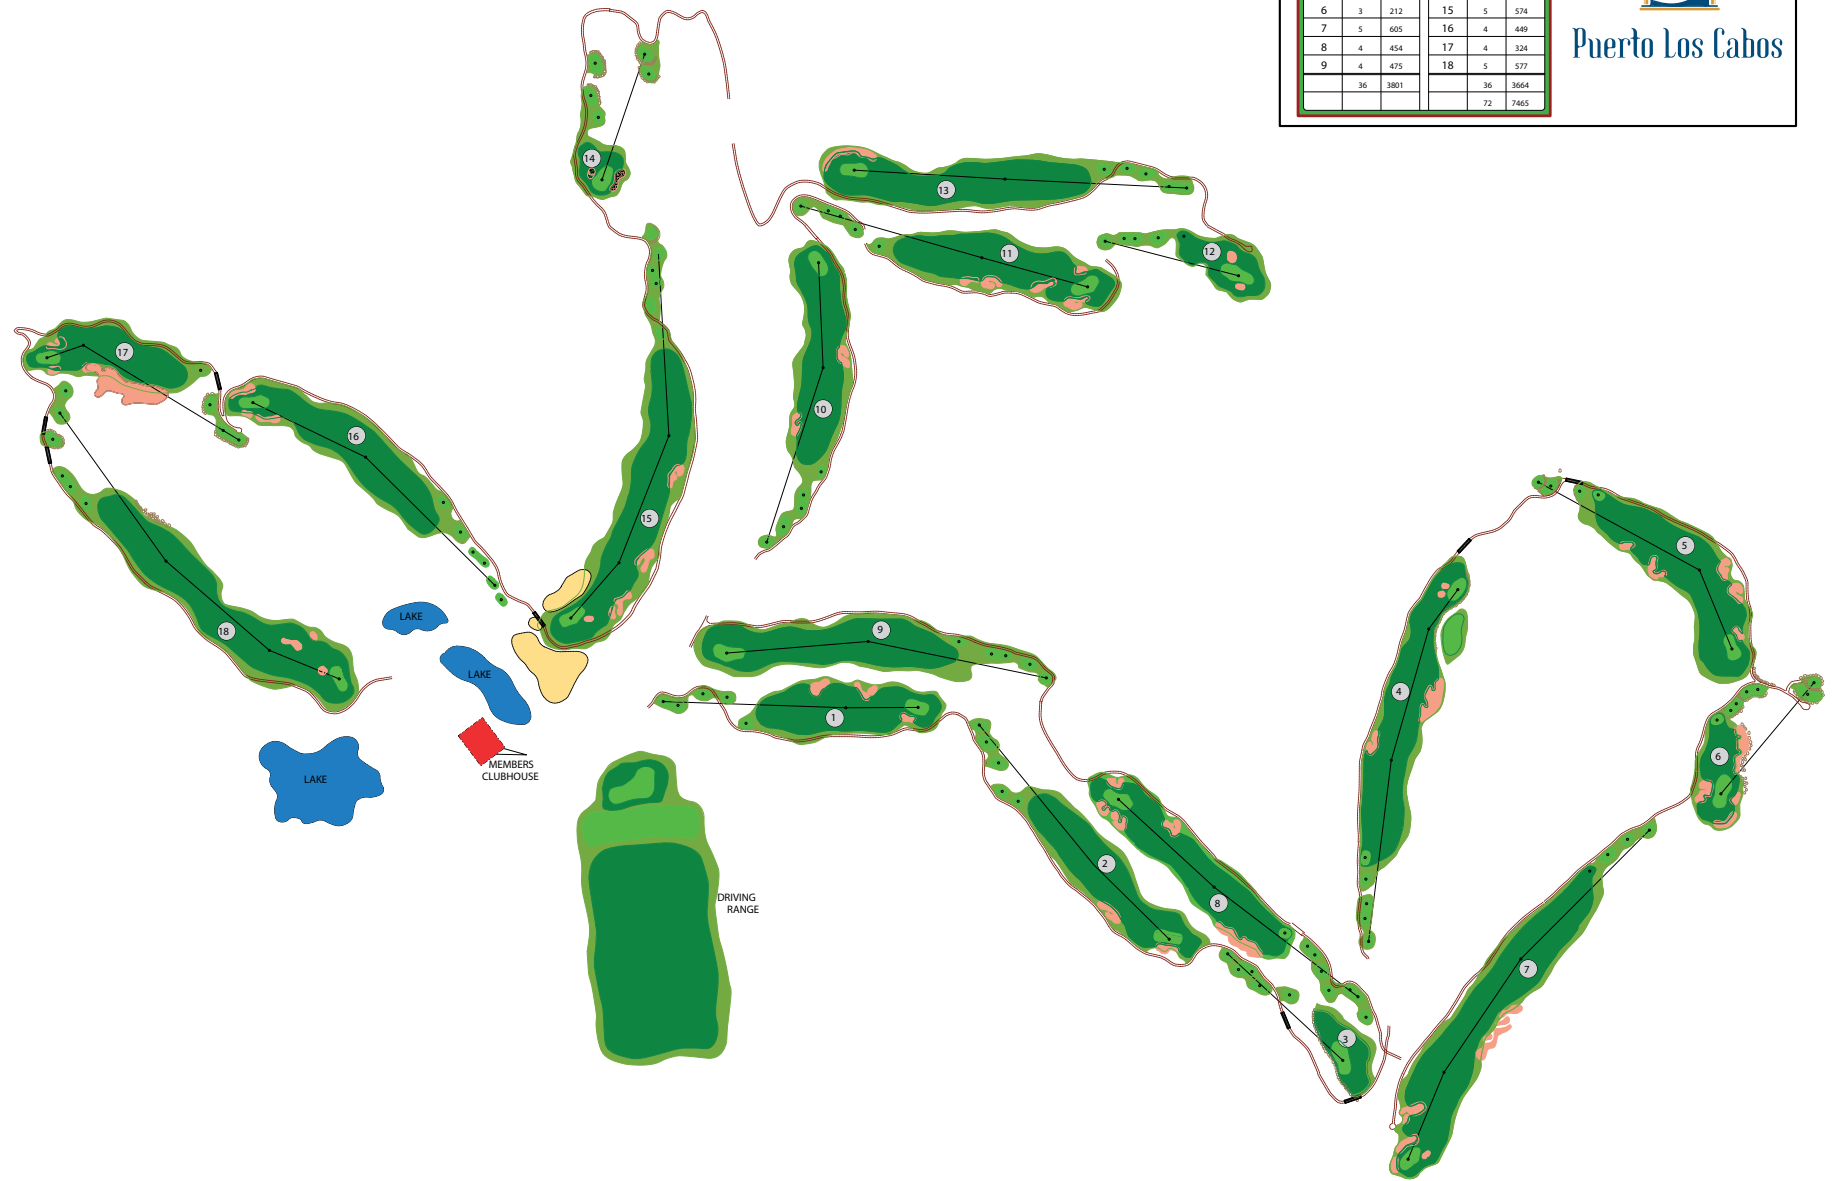 6 3 212 15 5 574
7 5 605 16 4 449
8 4 454 17 4 324
9 4 475 18 5 577
36 3801 36 3664
72 7465
Puerto Los Cabos
14
13
12
11
17
10
16
15
5
18
LAKE
9
LAKE
4
1
MEMBERS
CLUBHOUSE
LAKE
6
2
DRIVING
RANGE
8
7
3